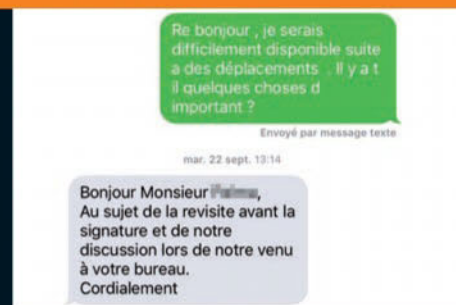 Re bonjour , je serais
difficilement disponible suite
a des déplacements . Il y a t
il quelques choses d
important ?
Envoyé par message texte
mar. 22 sept. 13:14
Bonjour Monsieur ,
Au sujet de la revisite avant la
signature et de notre
discussion lors de notre venu
à votre bureau.
Cordialement